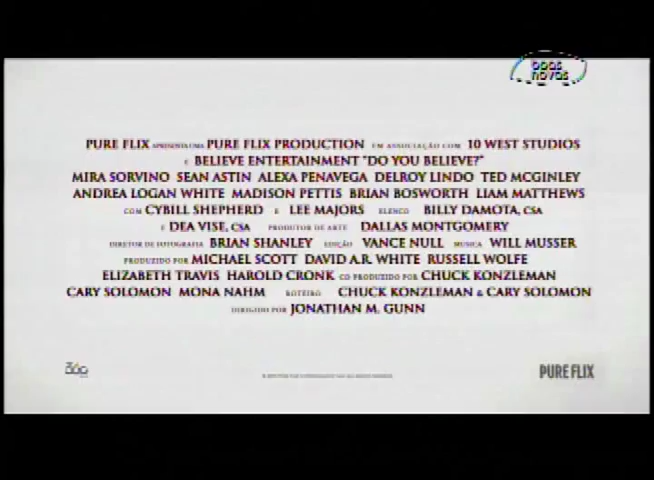 boas
novas
PURE FLIX APRESENTA UMA PURE FLIX PRODUCTION EM ASSOCIAÇÃO COM 10 WEST STUDIOS
E BELIEVE ENTERTAINMENT "DO YOU BELIEVE?"
MIRA SORVINO SEAN ASTIN ALEXA PENAVEGA DELROY LINDO TED MCGINLEY
ANDREA LOGAN WHITE MADISON PETTIS BRIAN BOSWORTH LIAM MATTHEWS
COM CYBILL SHEPHERD E LEE MAJORS ELENCO BILLY DAMOTA, CSA
E DEA VISE, CSA PRODUTOR DE ARTE DALLAS MONTGOMERY
DIRETOR DE FOTOGRAFIA BRIAN SHANLEY EDIÇÃO VANCE NULL MUSICA WILL MUSSER
PRODUZIDO POR MICHAEL SCOTT DAVID A.R. WHITE RUSSELL WOLFE
ELIZABETH TRAVIS HAROLD CRONK CO PRODUZIDO POR CHUCK KONZLEMAN
CARY SOLOMON MONA NAHM ROTEIRO CHUCK KONZLEMAN & CARY SOLOMON
DIRIGIDO POR JONATHAN M. GUNN
PURE FLIX